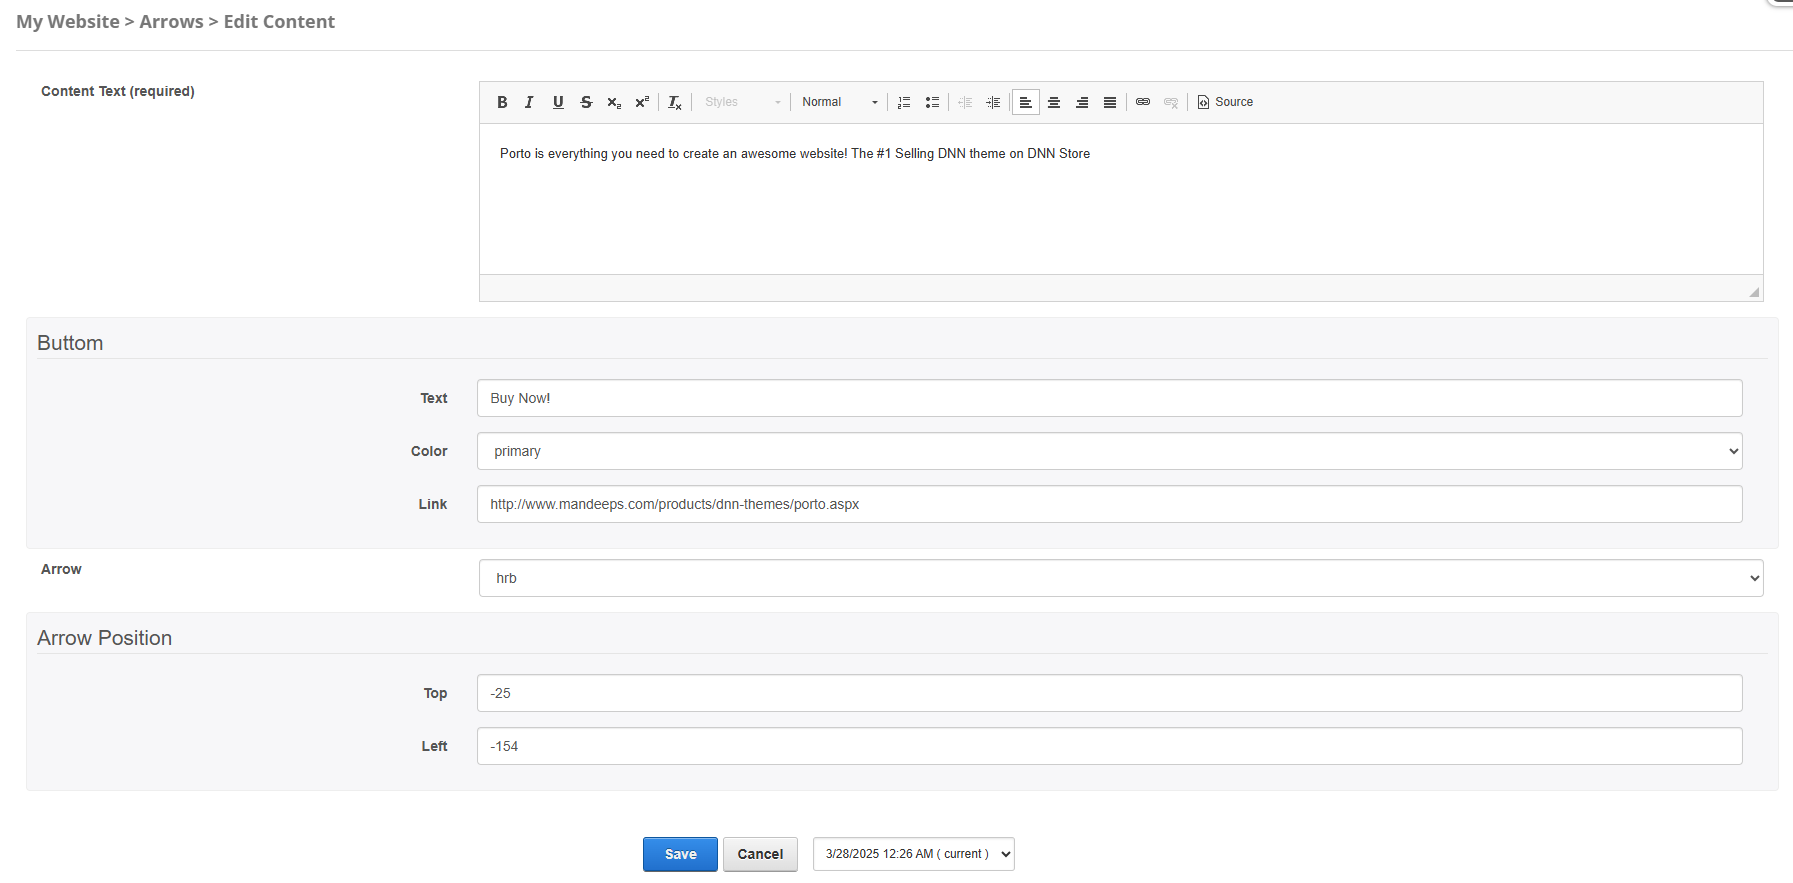 My Website > Arrows > Edit Content
Content Text (required)
B I U S x₂ x² Tx Styles Normal Source
Porto is everything you need to create an awesome website! The #1 Selling DNN theme on DNN Store
Buttom
Text Buy Now!
Color primary
Link http://www.mandeeps.com/products/dnn-themes/porto.aspx
Arrow hrb
Arrow Position
Top -25
Left -154
Save Cancel 3/28/2025 12:26 AM ( current )